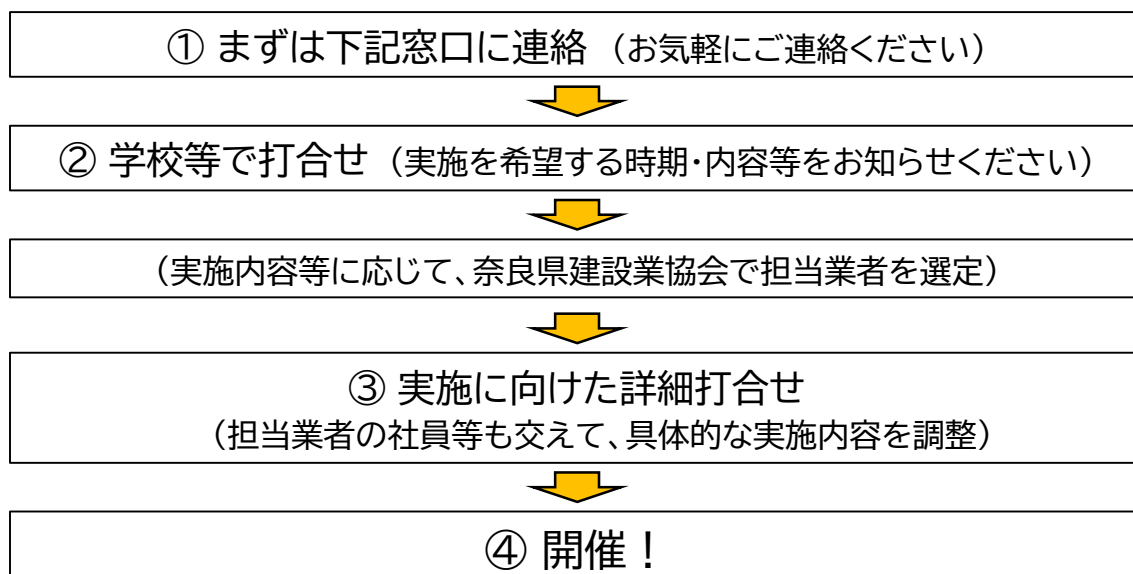 ① まずは下記窓口に連絡 （お気軽にご連絡ください）
② 学校等で打合せ （実施を希望する時期・内容等をお知らせください）
（実施内容等に応じて、奈良県建設業協会で担当業者を選定）
③ 実施に向けた詳細打合せ
（担当業者の社員等も交えて、具体的な実施内容を調整）
④ 開催！